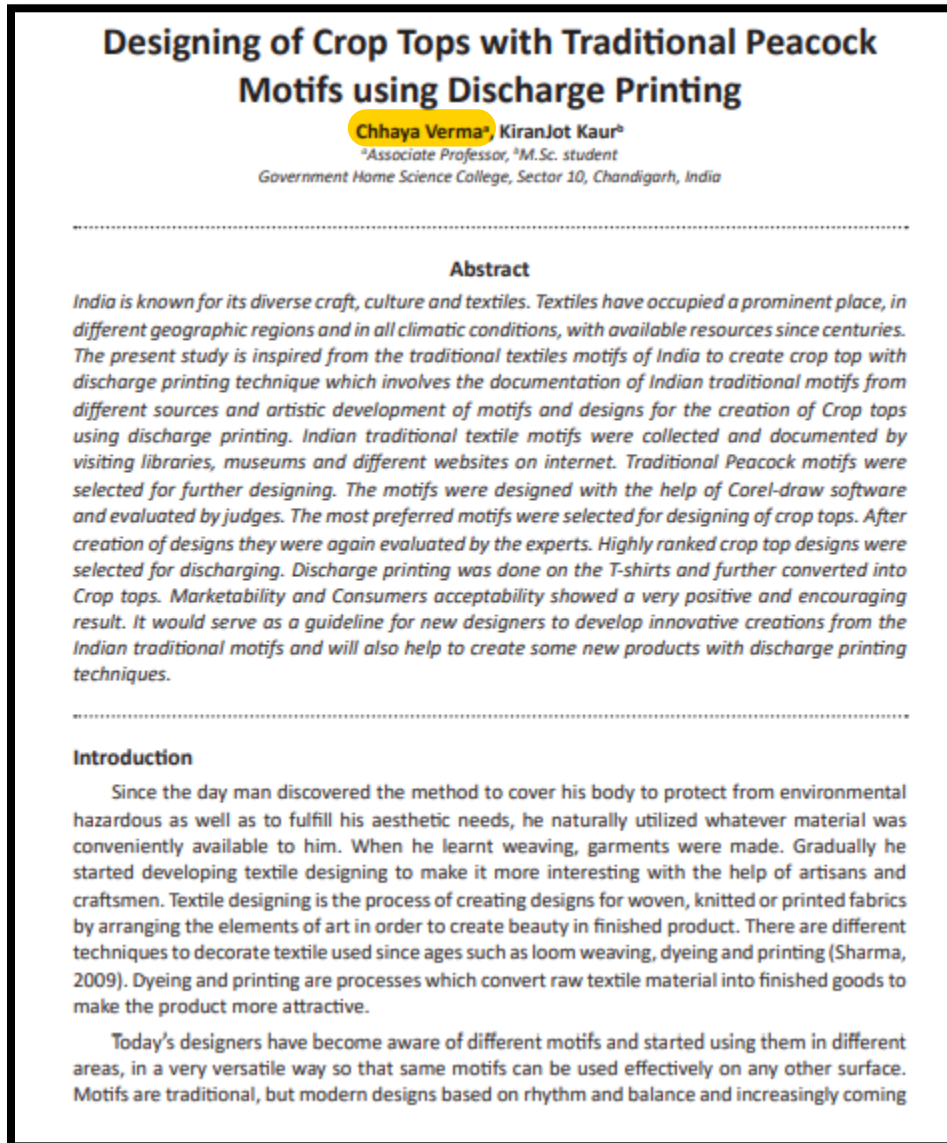 Designing of Crop Tops with Traditional Peacock
Motifs using Discharge Printing
Chhaya Vermaᵃ, KiranJot Kaurᵇ
ᵃAssociate Professor, ᵇM.Sc. student
Government Home Science College, Sector 10, Chandigarh, India
Abstract
India is known for its diverse craft, culture and textiles. Textiles have occupied a prominent place, in
different geographic regions and in all climatic conditions, with available resources since centuries.
The present study is inspired from the traditional textiles motifs of India to create crop top with
discharge printing technique which involves the documentation of Indian traditional motifs from
different sources and artistic development of motifs and designs for the creation of Crop tops
using discharge printing. Indian traditional textile motifs were collected and documented by
visiting libraries, museums and different websites on internet. Traditional Peacock motifs were
selected for further designing. The motifs were designed with the help of Corel-draw software
and evaluated by judges. The most preferred motifs were selected for designing of crop tops. After
creation of designs they were again evaluated by the experts. Highly ranked crop top designs were
selected for discharging. Discharge printing was done on the T-shirts and further converted into
Crop tops. Marketability and Consumers acceptability showed a very positive and encouraging
result. It would serve as a guideline for new designers to develop innovative creations from the
Indian traditional motifs and will also help to create some new products with discharge printing
techniques.
Introduction
Since the day man discovered the method to cover his body to protect from environmental
hazardous as well as to fulfill his aesthetic needs, he naturally utilized whatever material was
conveniently available to him. When he learnt weaving, garments were made. Gradually he
started developing textile designing to make it more interesting with the help of artisans and
craftsmen. Textile designing is the process of creating designs for woven, knitted or printed fabrics
by arranging the elements of art in order to create beauty in finished product. There are different
techniques to decorate textile used since ages such as loom weaving, dyeing and printing (Sharma,
2009). Dyeing and printing are processes which convert raw textile material into finished goods to
make the product more attractive.
Today's designers have become aware of different motifs and started using them in different
areas, in a very versatile way so that same motifs can be used effectively on any other surface.
Motifs are traditional, but modern designs based on rhythm and balance and increasingly coming